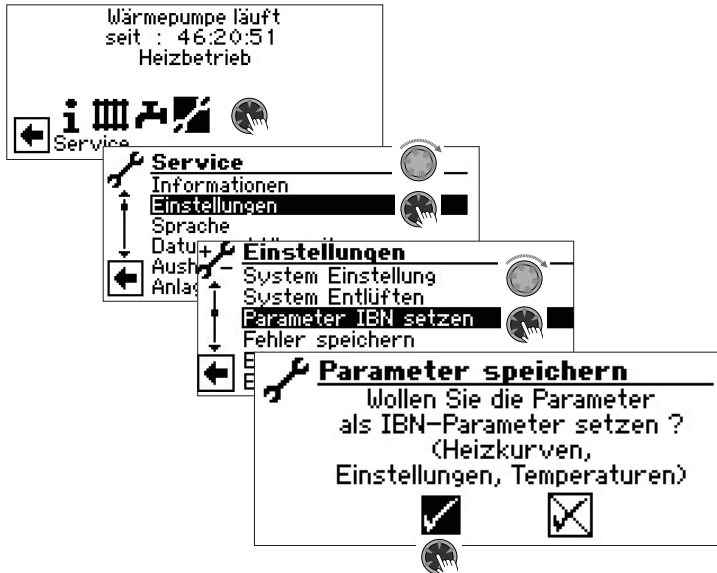 Wärmepumpe läuft
seit : 46:20:51
Heizbetrieb
Service
Service
Informationen
Einstellungen
Sprache
Einstellungen
System Einstellung
System Entlüften
Parameter IBN setzen
Fehler speichern
Parameter speichern
Wollen Sie die Parameter
als IBN-Parameter setzen ?
(Heizkurven,
Einstellungen, Temperaturen)